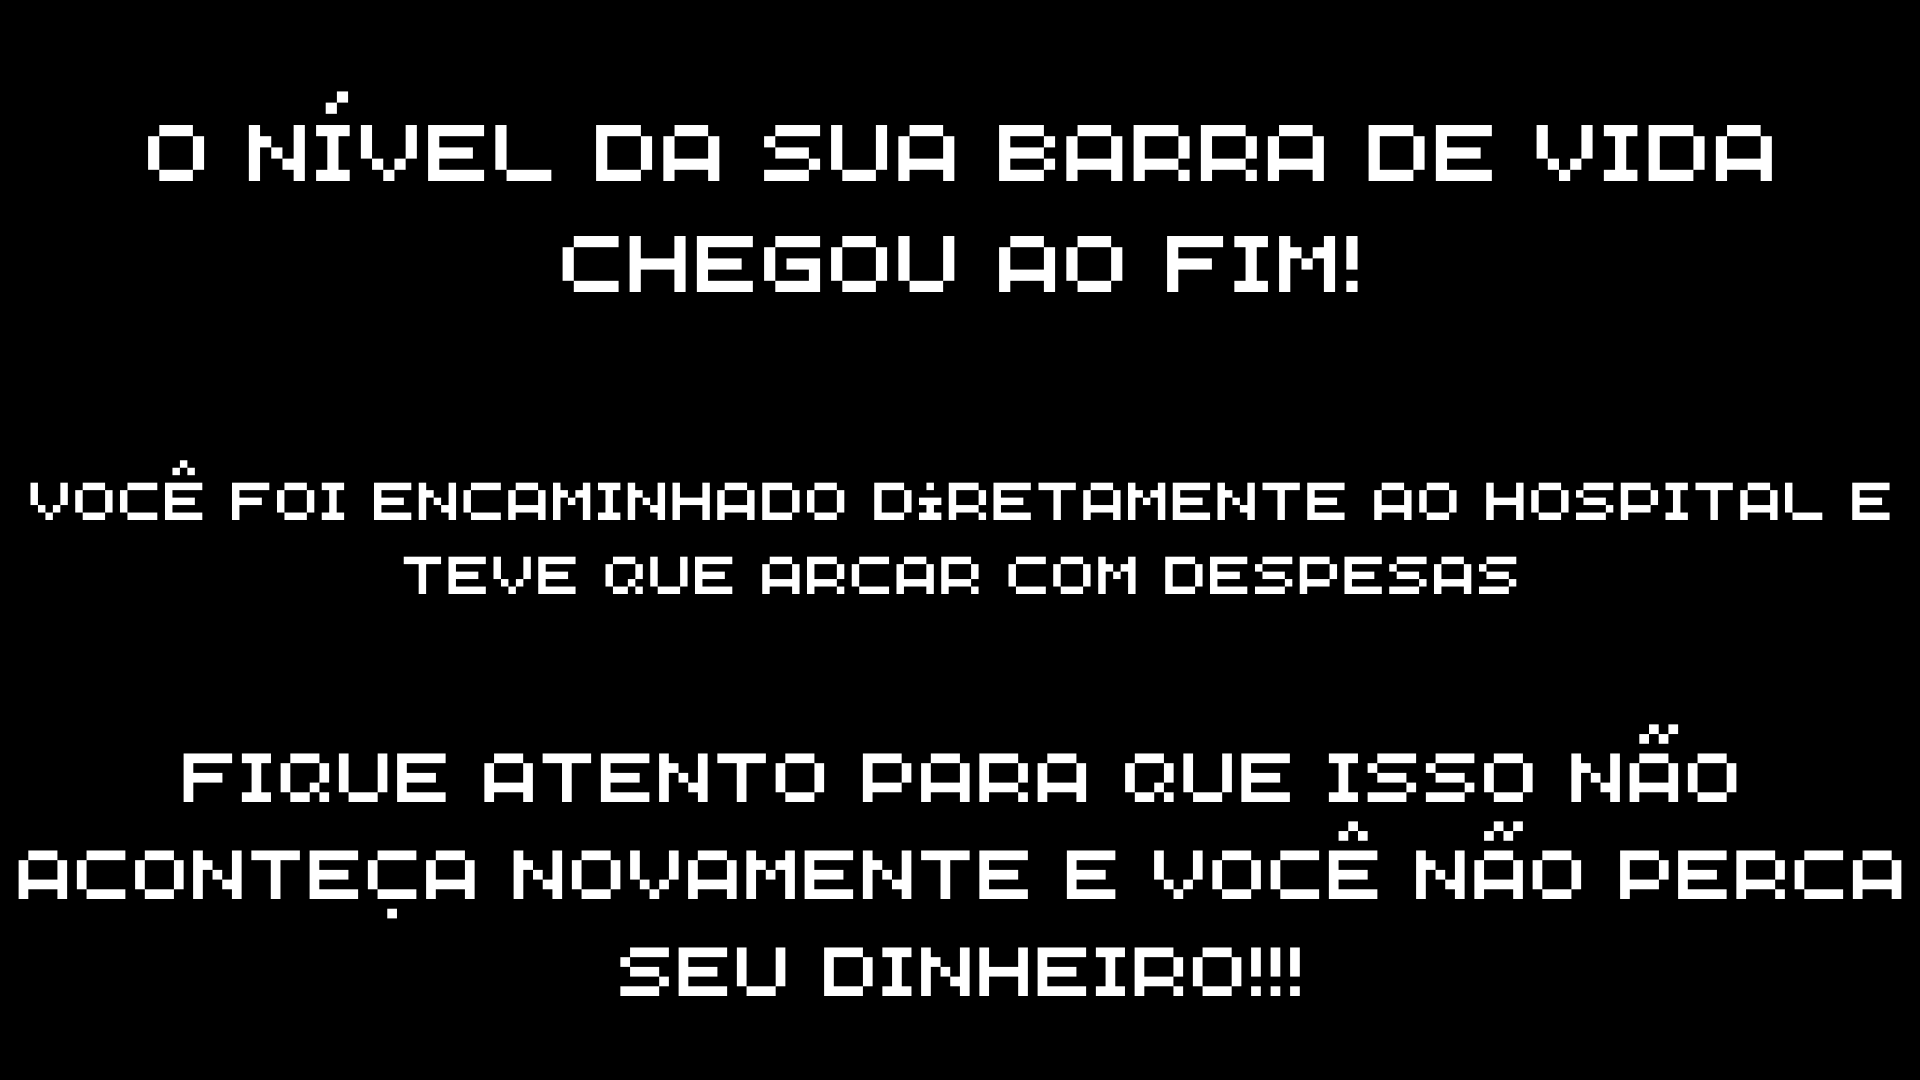 O NÍVEL DA SUA BARRA DE VIDA
CHEGOU AO FIM!
VOCÊ FOI ENCAMINHADO DiRETAMENTE AO HOSPITAL E
TEVE QUE ARCAR COM DESPESAS
FIQUE ATENTO PARA QUE ISSO NÃO
ACONTEÇA NOVAMENTE E VOCÊ NÃO PERCA
SEU DINHEIRO!!!